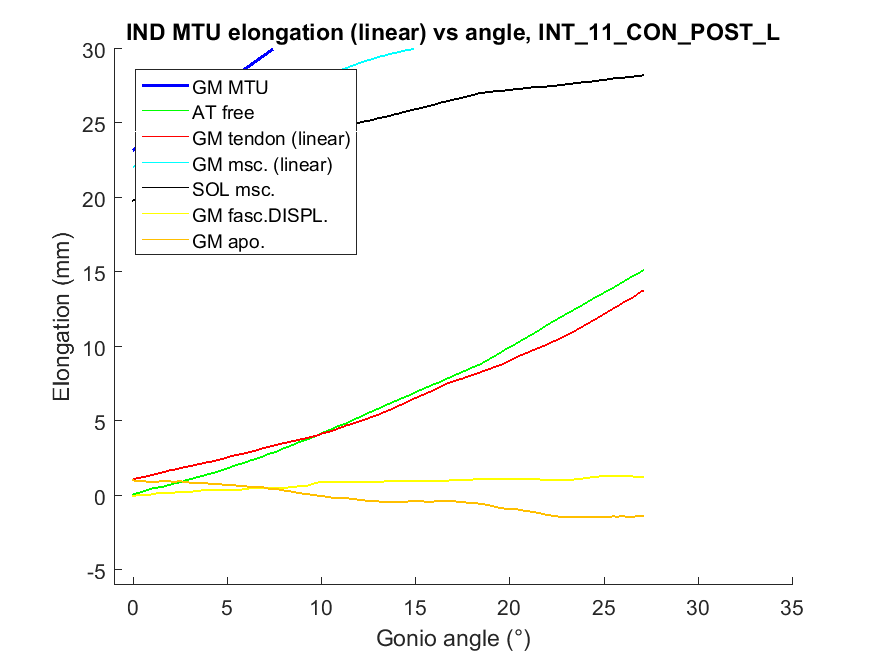 IND MTU elongation (linear) vs angle, INT_11_CON_POST_L
30
25
20
15
10
5
0
-5
Elongation (mm)
GM MTU
AT free
GM tendon (linear)
GM msc. (linear)
SOL msc.
GM fasc.DISPL.
GM apo.
0 5 10 15 20 25 30 35
Gonio angle (°)